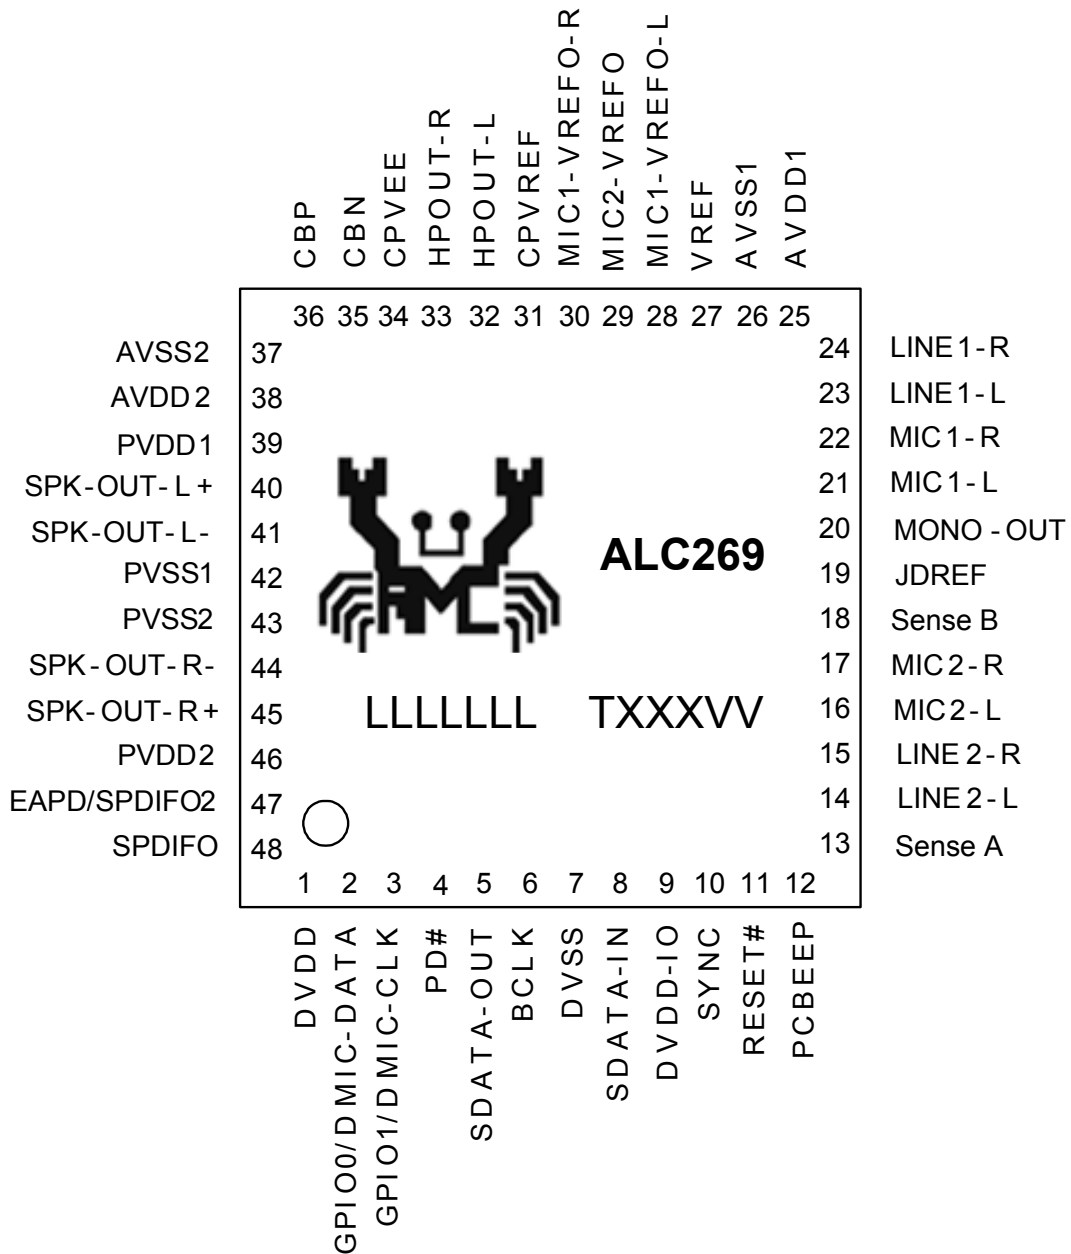 CBP
CBN
CPVEE
HPOUT-R
HPOUT-L
CPVREF
MIC1-VREFO-R
MIC2-VREFO
MIC1-VREFO-L
VREF
AVSS1
AVDD1
36 35 34 33 32 31 30 29 28 27 26 25
AVSS2 37
AVDD2 38
PVDD1 39
SPK-OUT-L+ 40
SPK-OUT-L- 41
PVSS1 42
PVSS2 43
SPK-OUT-R- 44
SPK-OUT-R+ 45
PVDD2 46
EAPD/SPDIFO2 47
SPDIFO 48
ALC269
LLLLLLL TXXXVV
24 LINE1-R
23 LINE1-L
22 MIC1-R
21 MIC1-L
20 MONO-OUT
19 JDREF
18 Sense B
17 MIC2-R
16 MIC2-L
15 LINE2-R
14 LINE2-L
13 Sense A
1 2 3 4 5 6 7 8 9 10 11 12
DVDD
GPIO0/DMIC-DATA
GPIO1/DMIC-CLK
PD#
SDATA-OUT
BCLK
DVSS
SDATA-IN
DVDD-IO
SYNC
RESET#
PCBEEP